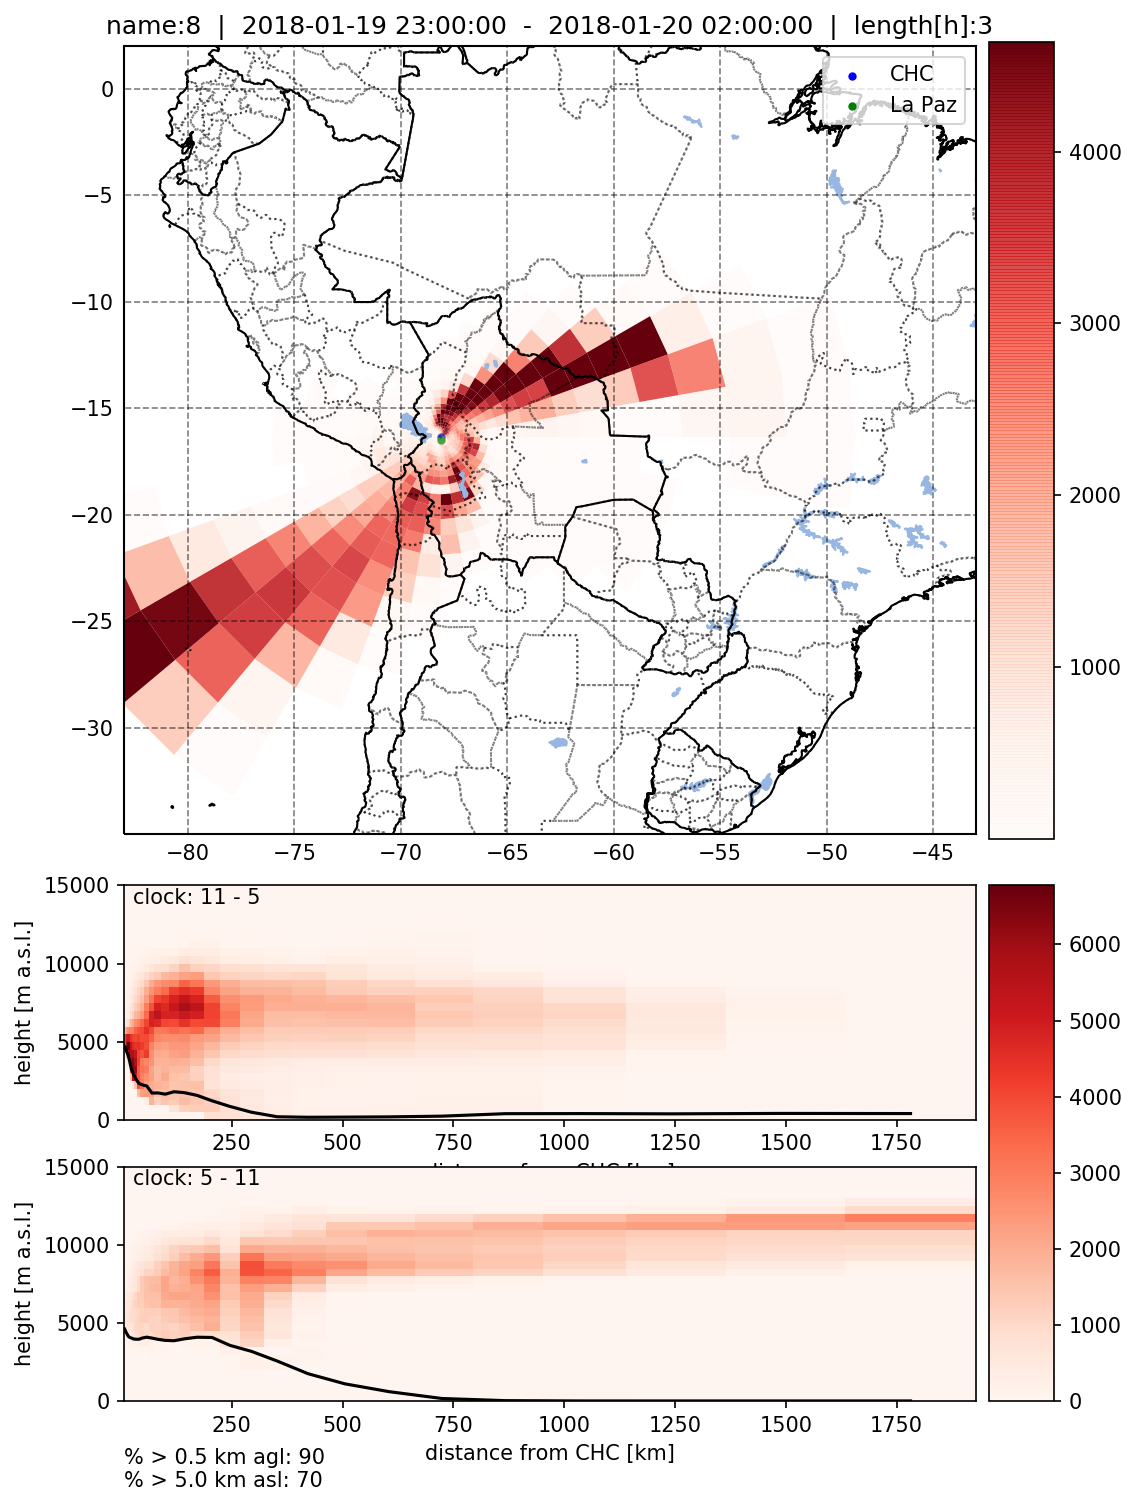 name:8 | 2018-01-19 23:00:00 - 2018-01-20 02:00:00 | length[h]:3
CHC
La Paz
0
−5
−10
−15
−20
−25
−30
−80 −75 −70 −65 −60 −55 −50 −45
4000
3000
2000
1000
clock: 11 - 5
15000
10000
5000
0
height [m a.s.l.]
250 500 750 1000 1250 1500 1750
distance from CHC [km]
clock: 5 - 11
15000
10000
5000
0
height [m a.s.l.]
250 500 750 1000 1250 1500 1750
distance from CHC [km]
6000
5000
4000
3000
2000
1000
0
% > 0.5 km agl: 90
% > 5.0 km asl: 70